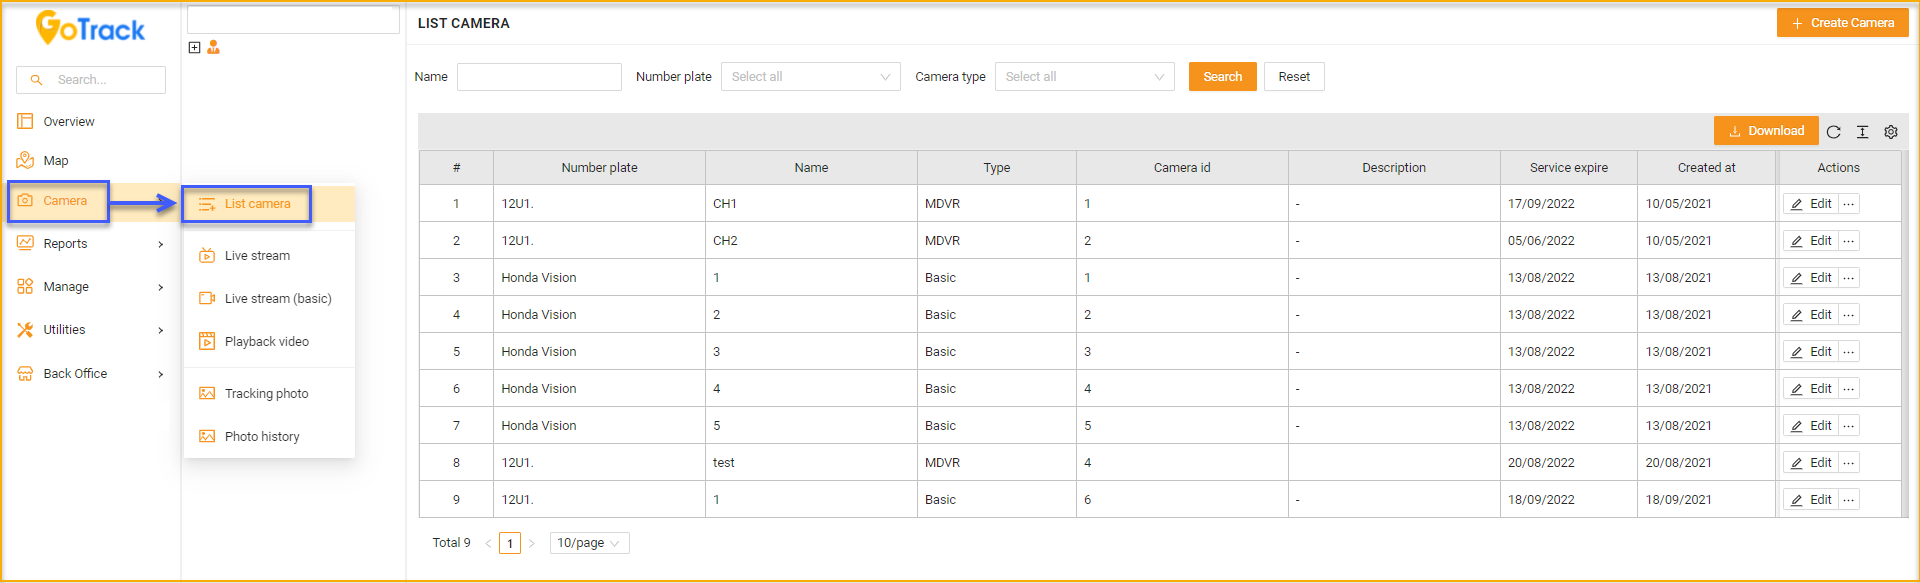 GoTrack
Search...
Overview
Map
Camera
Reports
Manage
Utilities
Back Office
List camera
Live stream
Live stream (basic)
Playback video
Tracking photo
Photo history
LIST CAMERA
+ Create Camera
Name Number plate Select all Camera type Select all Search Reset
Download
# Number plate Name Type Camera id Description Service expire Created at Actions
1 12U1. CH1 MDVR 1 - 17/09/2022 10/05/2021 Edit ...
2 12U1. CH2 MDVR 2 - 05/06/2022 10/05/2021 Edit ...
3 Honda Vision 1 Basic 1 - 13/08/2022 13/08/2021 Edit ...
4 Honda Vision 2 Basic 2 - 13/08/2022 13/08/2021 Edit ...
5 Honda Vision 3 Basic 3 - 13/08/2022 13/08/2021 Edit ...
6 Honda Vision 4 Basic 4 - 13/08/2022 13/08/2021 Edit ...
7 Honda Vision 5 Basic 5 - 13/08/2022 13/08/2021 Edit ...
8 12U1. test MDVR 4 20/08/2022 20/08/2021 Edit ...
9 12U1. 1 Basic 6 - 18/09/2022 18/09/2021 Edit ...
Total 9 < 1 > 10/page